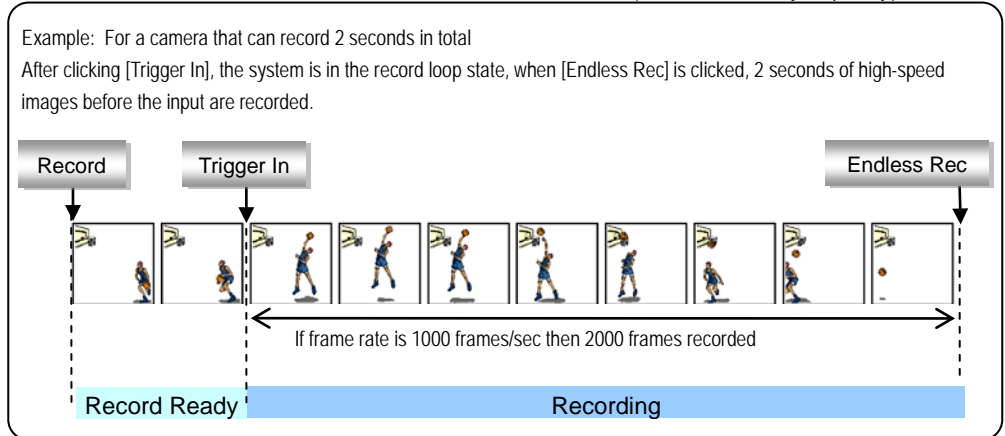 Example: For a camera that can record 2 seconds in total
After clicking [Trigger In], the system is in the record loop state, when [Endless Rec] is clicked, 2 seconds of high-speed
images before the input are recorded.
Record
Trigger In
Endless Rec
If frame rate is 1000 frames/sec then 2000 frames recorded
Record Ready
Recording